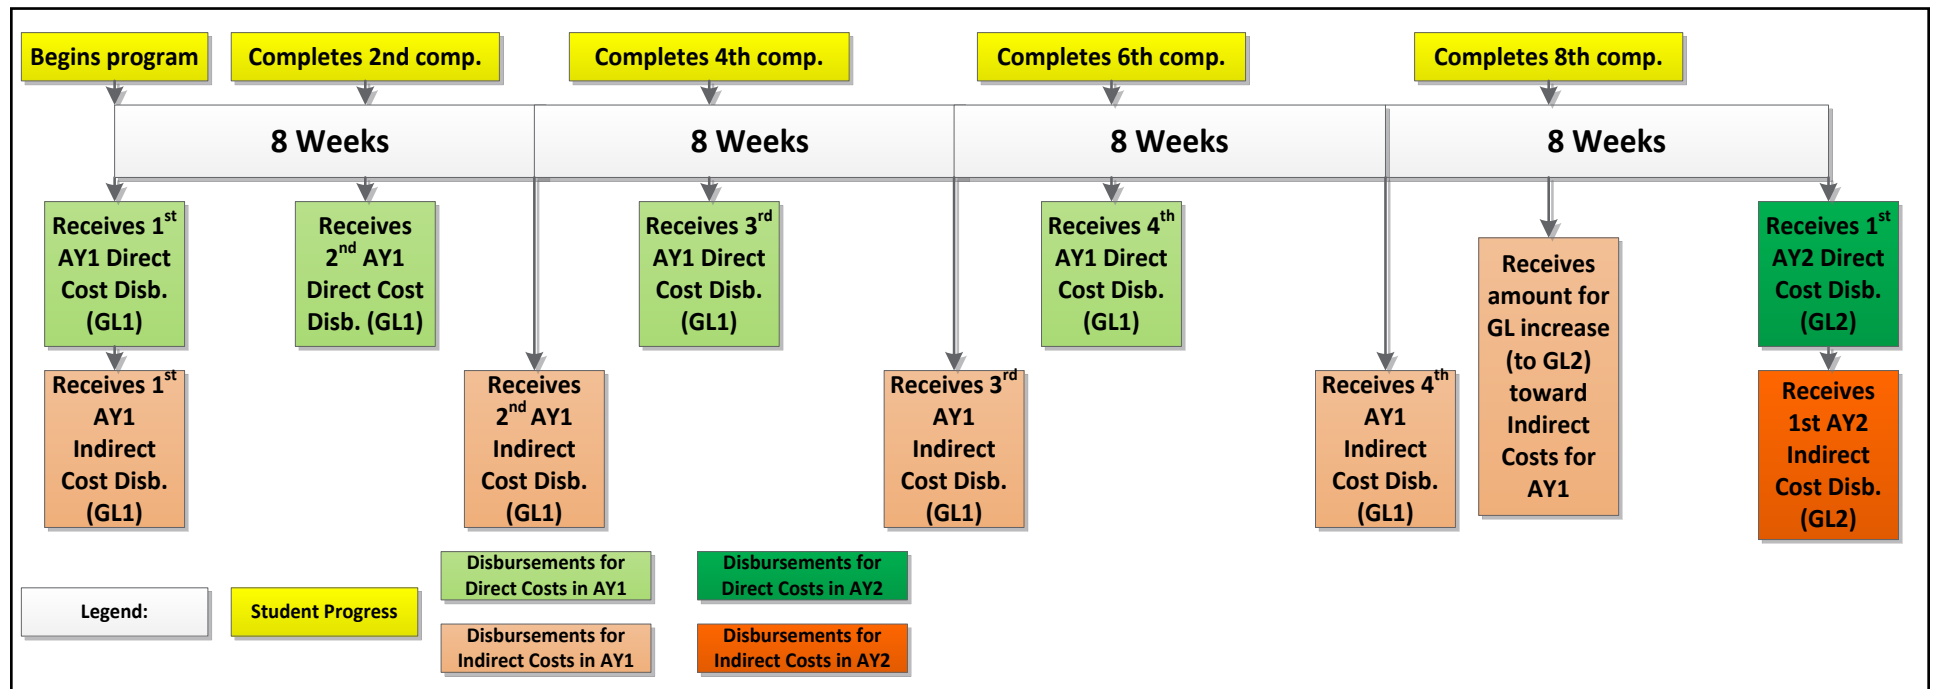 Begins program
Completes 2nd comp.
Completes 4th comp.
Completes 6th comp.
Completes 8th comp.
8 Weeks
8 Weeks
8 Weeks
8 Weeks
Receives 1st
AY1 Direct
Cost Disb.
(GL1)
Receives
2nd AY1
Direct Cost
Disb. (GL1)
Receives 3rd
AY1 Direct
Cost Disb.
(GL1)
Receives 4th
AY1 Direct
Cost Disb.
(GL1)
Receives
amount for
GL increase
(to GL2)
toward
Indirect
Costs for
AY1
Receives 1st
AY2 Direct
Cost Disb.
(GL2)
Receives 1st
AY1
Indirect
Cost Disb.
(GL1)
Receives
2nd AY1
Indirect
Cost Disb.
(GL1)
Receives 3rd
AY1
Indirect
Cost Disb.
(GL1)
Receives 4th
AY1
Indirect
Cost Disb.
(GL1)
Receives
1st AY2
Indirect
Cost Disb.
(GL2)
Legend:
Student Progress
Disbursements for
Direct Costs in AY1
Disbursements for
Direct Costs in AY2
Disbursements for
Indirect Costs in AY1
Disbursements for
Indirect Costs in AY2